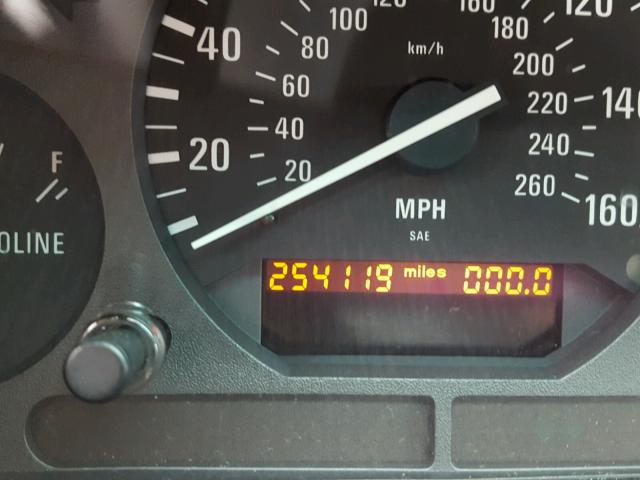 120 160 120
100 180
40 80 km/h 200
60 220 140
F 20 40 240
20 260 160
OLINE MPH
SAE
254119 miles 000.0